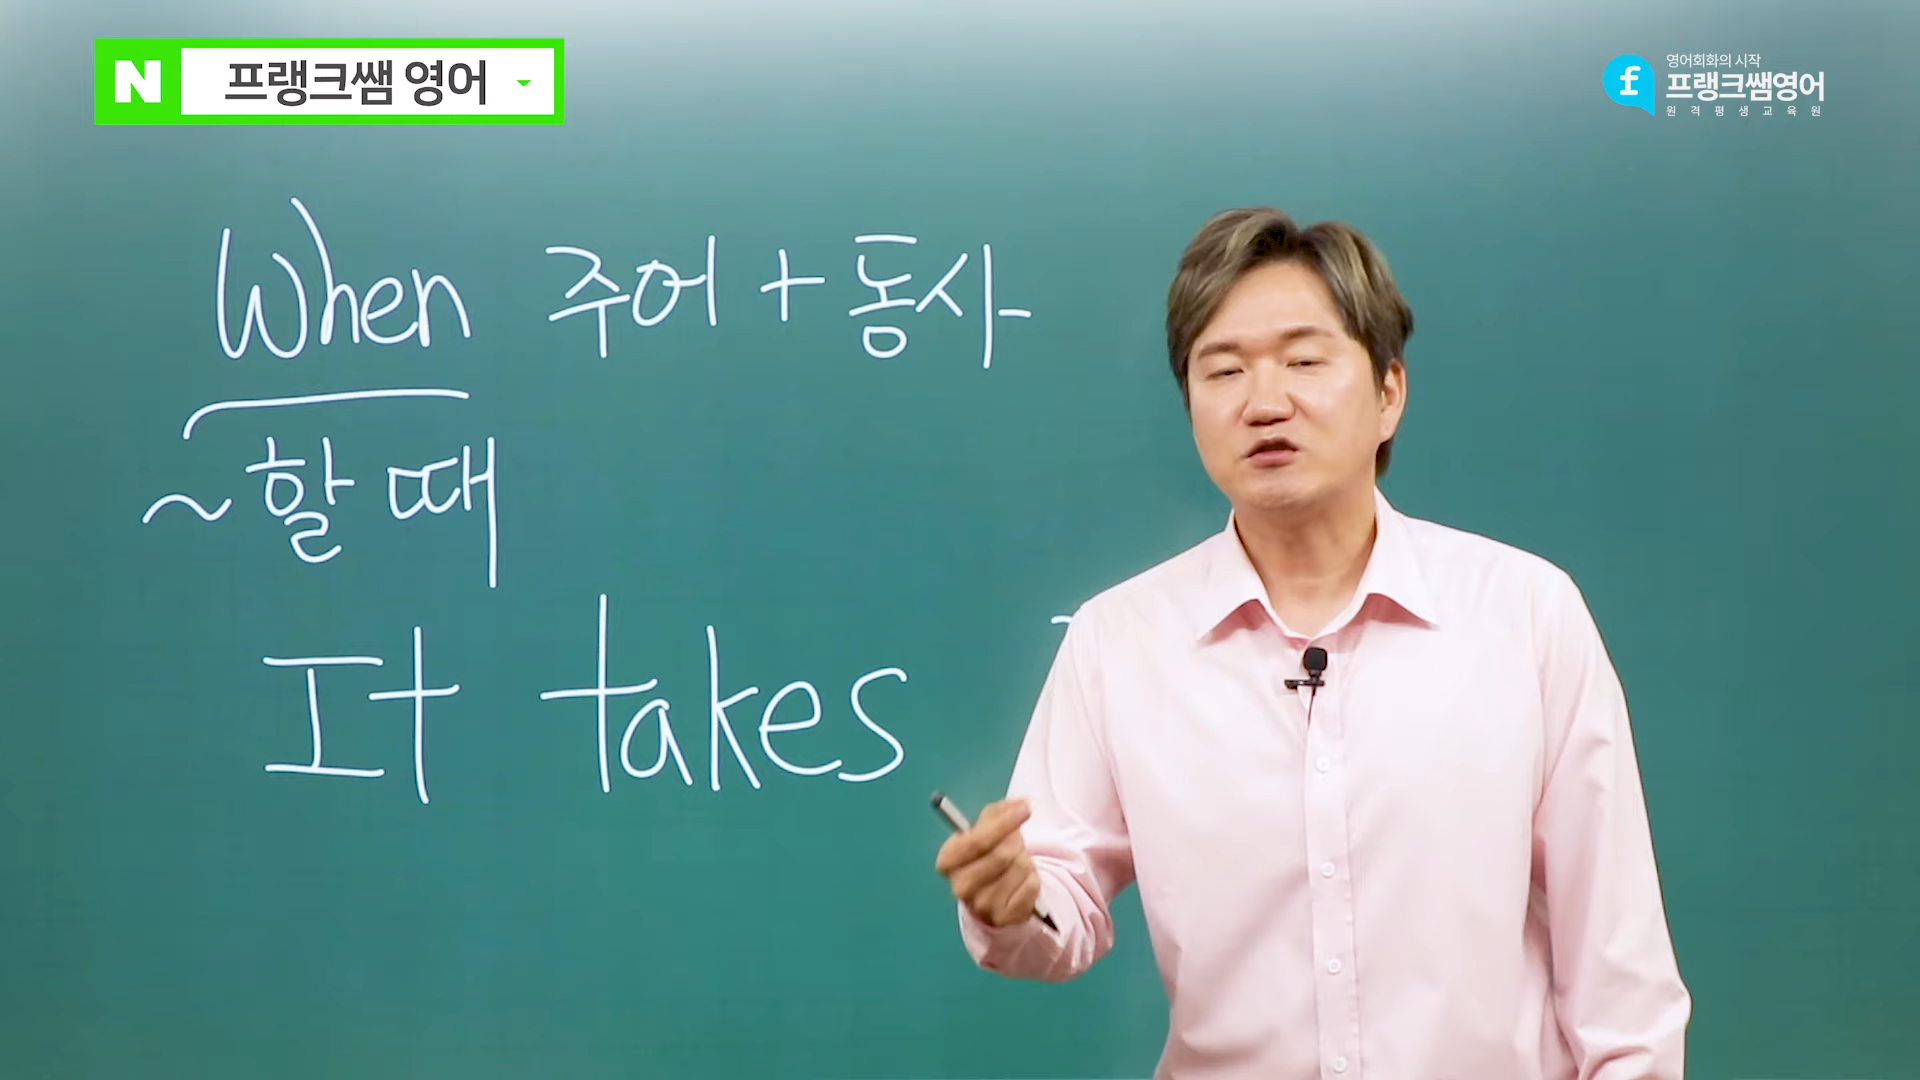 N 프랭크쌤 영어
영어회화의 시작
프랭크쌤영어
원격평생교육원
When 주어 + 동사
~할 때
It takes